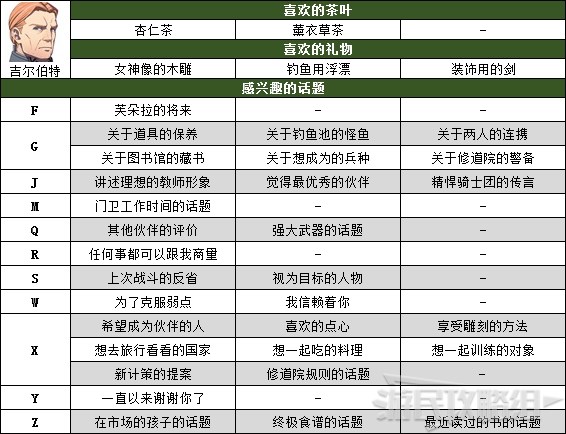 喜欢的茶叶
杏仁茶 薰衣草茶 –
喜欢的礼物
吉尔伯特 女神像的木雕 钓鱼用浮漂 装饰用的剑
感兴趣的话题
F 芙朵拉的将来 – –
关于道具的保养 关于钓鱼池的怪鱼 关于两人的连携
G
关于图书馆的藏书 关于想成为的兵种 关于修道院的警备
J 讲述理想的教师形象 觉得最优秀的伙伴 精悍骑士团的传言
M 门卫工作时间的话题 – –
Q 其他伙伴的评价 强大武器的话题 –
R 任何事都可以跟我商量 – –
S 上次战斗的反省 视为目标的人物 –
W 为了克服弱点 我信赖着你 –
希望成为伙伴的人 喜欢的点心 享受雕刻的方法
X 想去旅行看看的国家 想一起吃的料理 想一起训练的对象
新计策的提案 修道院规则的话题 –
Y 一直以来谢谢你了 – –
Z 在市场的孩子的话题 终极食谱的话题 最近读过的书的话题
游民攻略组